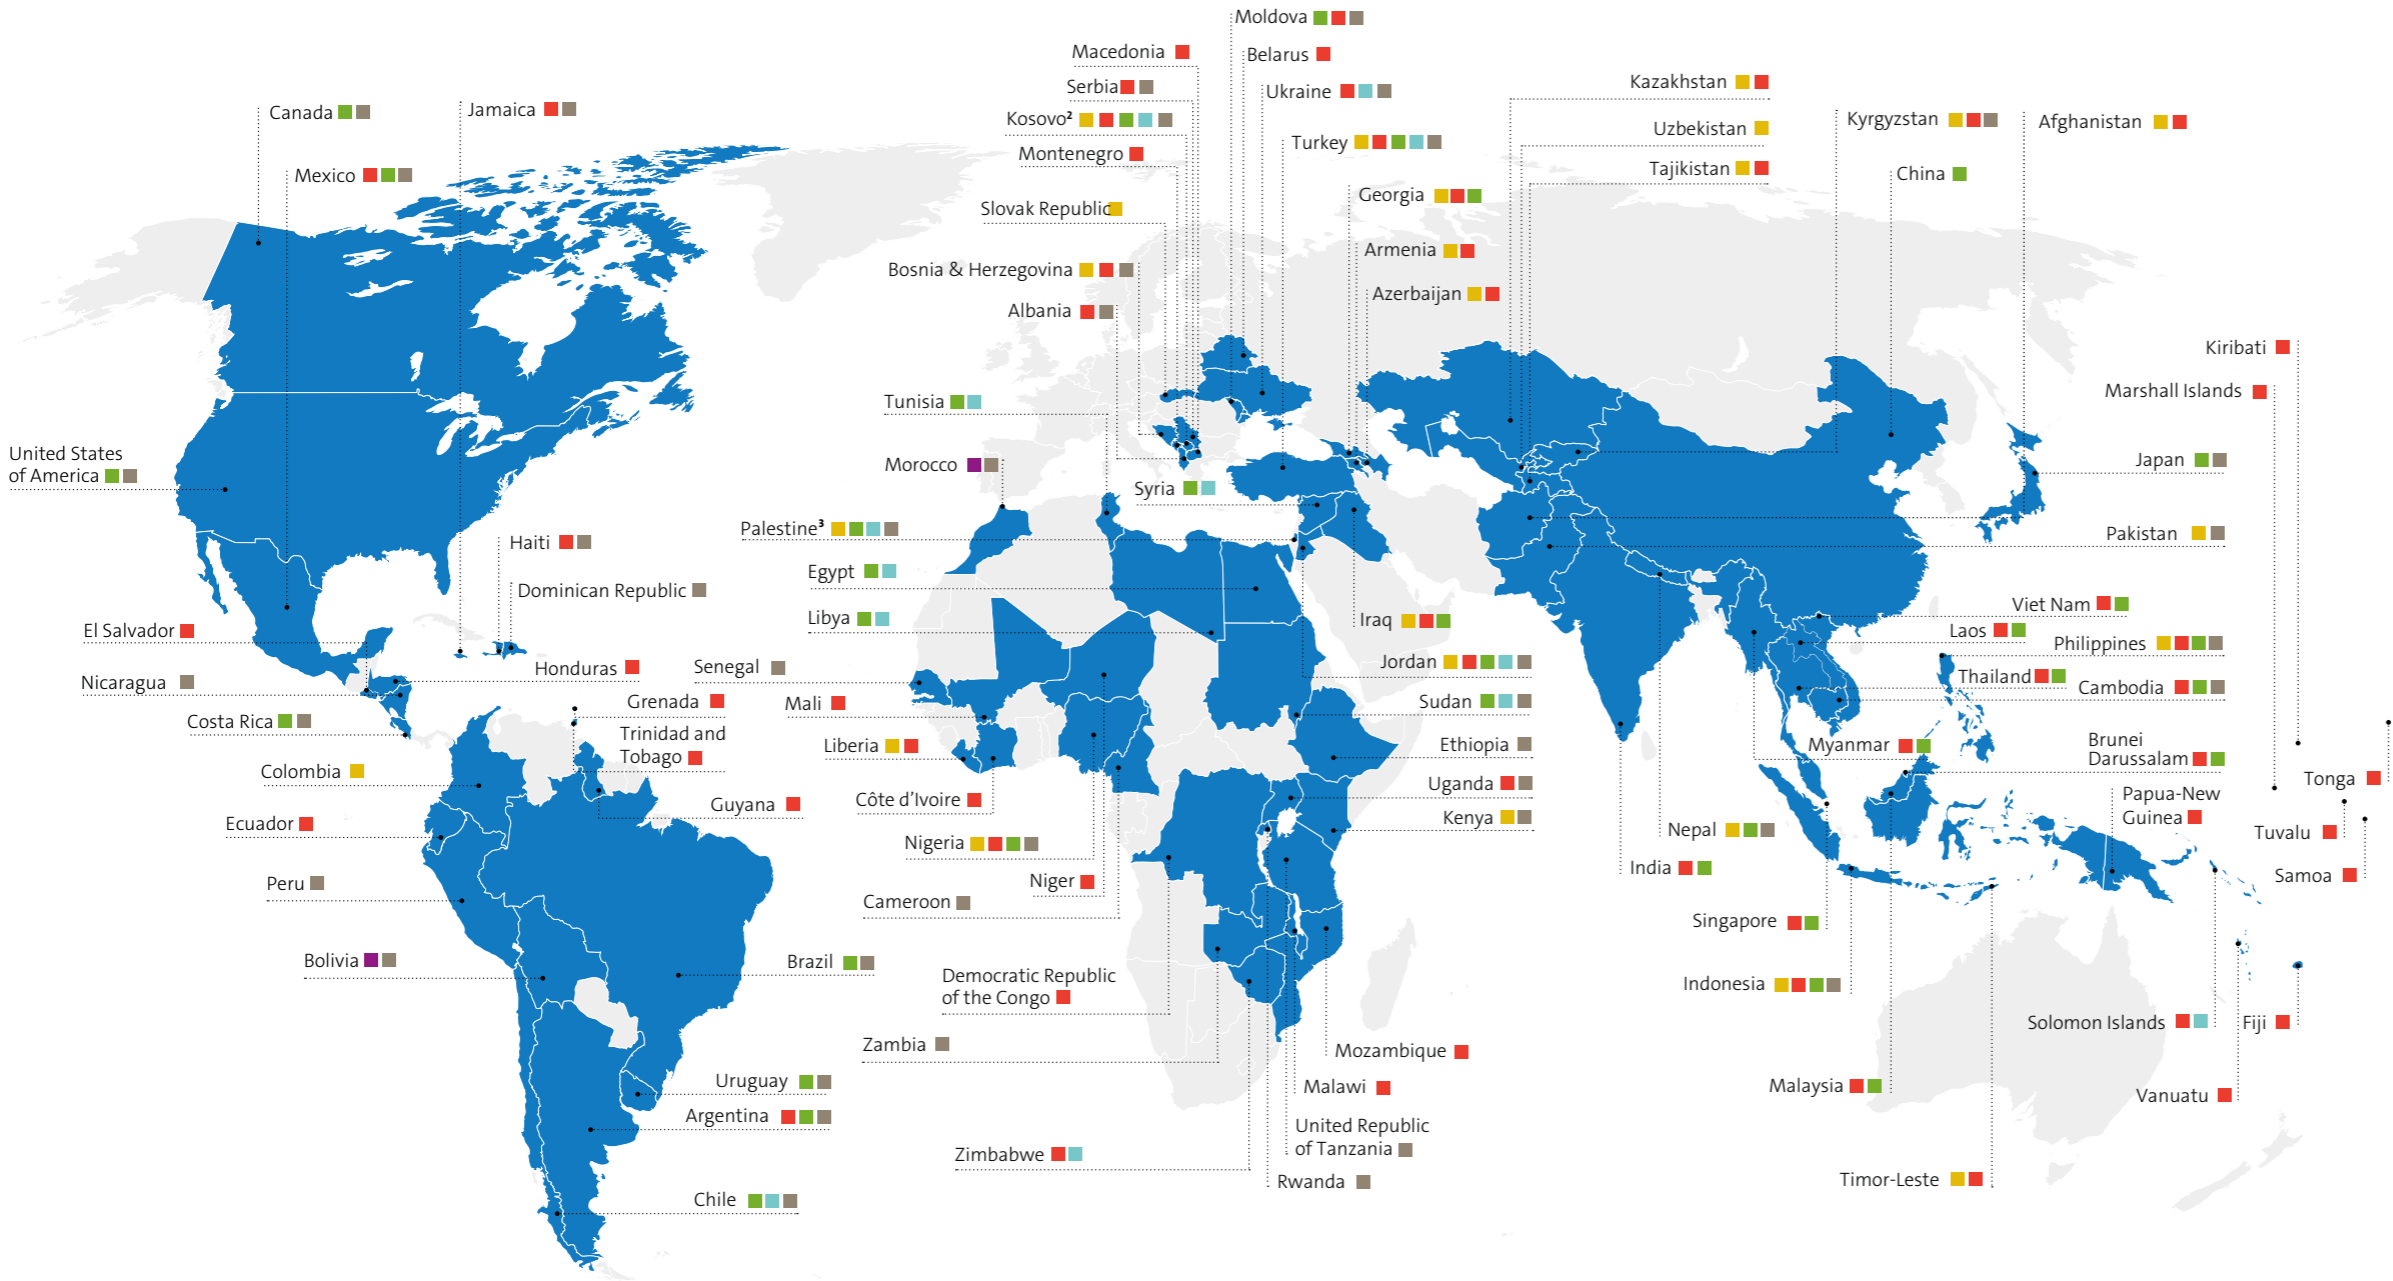 Moldova
Macedonia
Belarus
Serbia
Ukraine
Kazakhstan
Canada
Jamaica
Kosovo²
Turkey
Uzbekistan
Kyrgyzstan
Afghanistan
Montenegro
Mexico
Tajikistan
China
Slovak Republic
Georgia
Armenia
Bosnia & Herzegovina
Azerbaijan
Albania
Kiribati
Marshall Islands
Tunisia
United States
of America
Morocco
Japan
Syria
Palestine³
Pakistan
Haiti
Egypt
Dominican Republic
Viet Nam
Libya
Iraq
El Salvador
Laos
Philippines
Honduras
Senegal
Jordan
Thailand
Nicaragua
Cambodia
Grenada
Mali
Sudan
Costa Rica
Trinidad and
Tobago
Liberia
Ethiopia
Myanmar
Brunei
Darussalam
Colombia
Uganda
Tonga
Guyana
Côte d’Ivoire
Papua-New
Guinea
Ecuador
Kenya
Nepal
Tuvalu
Nigeria
India
Samoa
Peru
Niger
Cameroon
Singapore
Bolivia
Brazil
Democratic Republic
of the Congo
Indonesia
Solomon Islands
Fiji
Zambia
Mozambique
Uruguay
Malawi
Malaysia
Vanuatu
Argentina
United Republic
of Tanzania
Zimbabwe
Rwanda
Timor-Leste
Chile